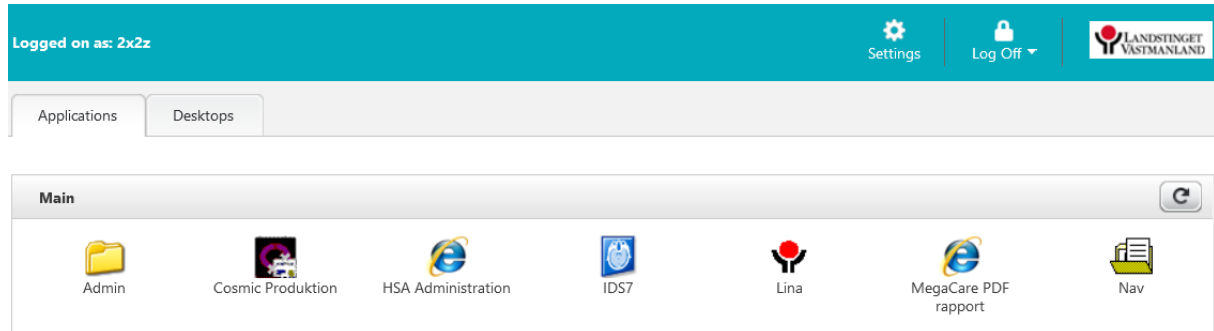 Logged on as: 2x2z
Settings
Log Off
LANDSTINGET
VÄSTMANLAND
Applications
Desktops
Main
Admin
Cosmic Produktion
HSA Administration
IDS7
Lina
MegaCare PDF
rapport
Nav